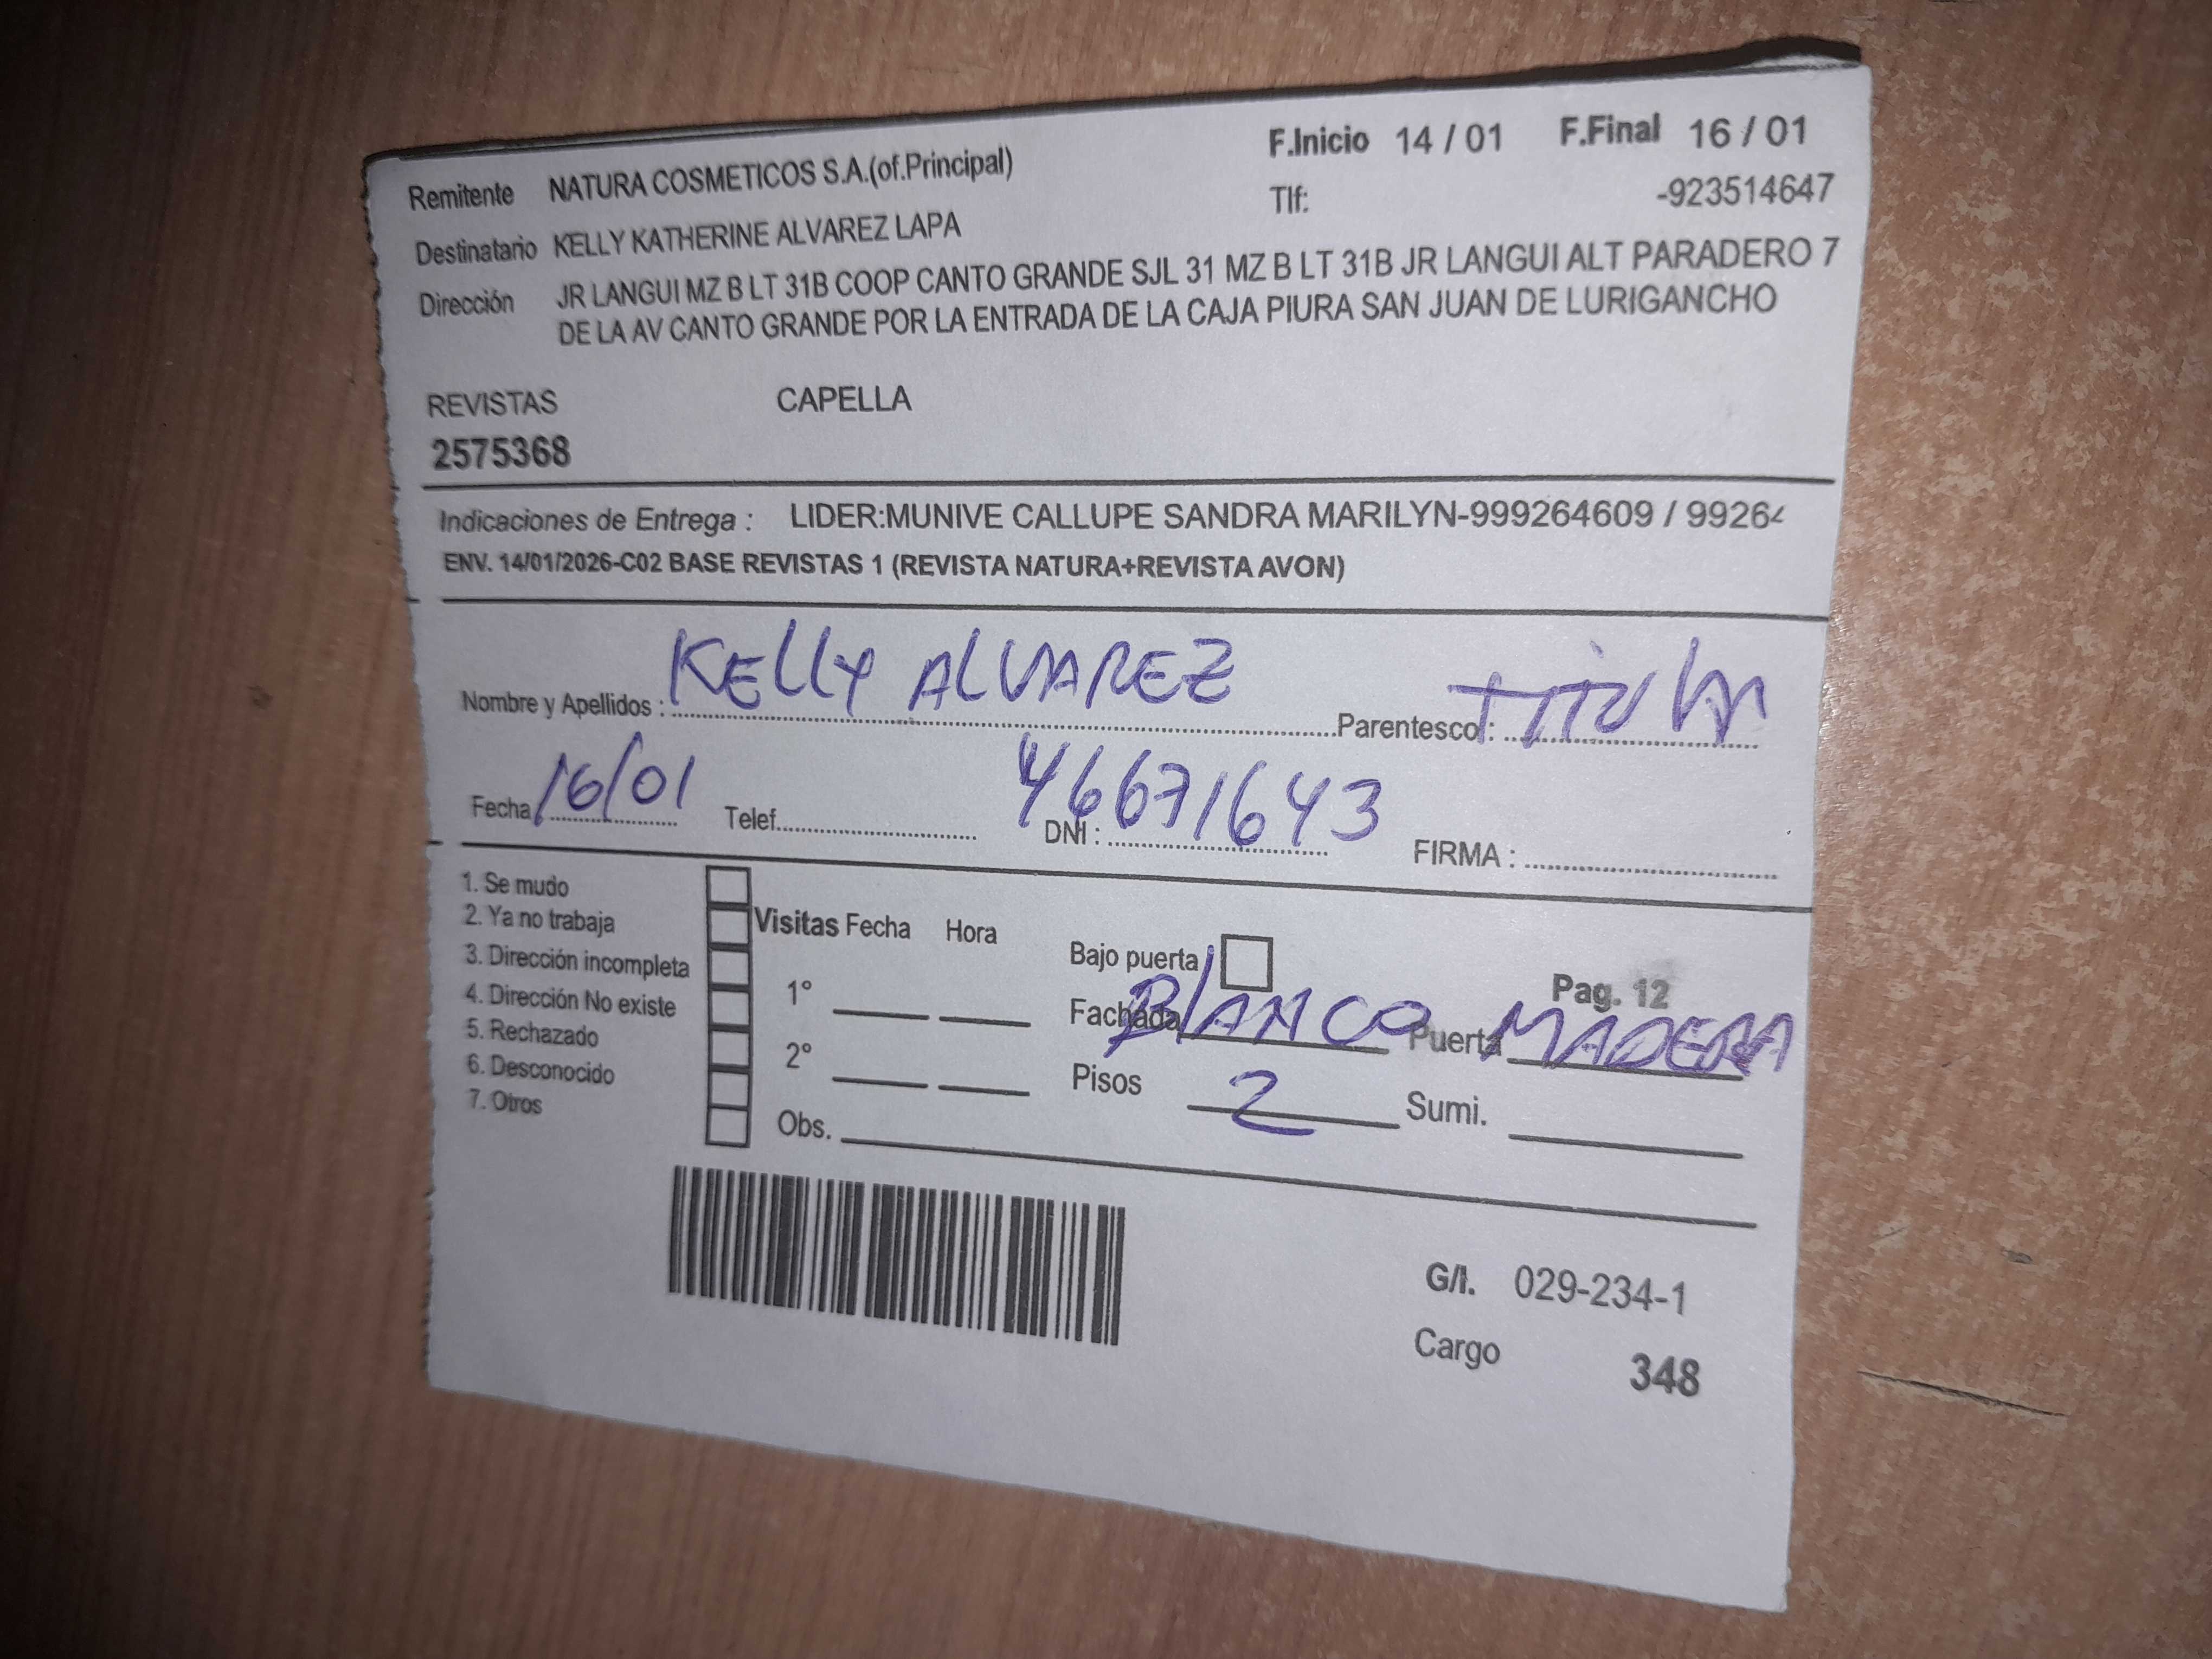 F.Inicio 14 / 01 F.Final 16 / 01
Remitente NATURA COSMETICOS S.A.(of.Principal)
Tlf: -923514647
Destinatario KELLY KATHERINE ALVAREZ LAPA
Dirección JR LANGUI MZ B LT 31B COOP CANTO GRANDE SJL 31 MZ B LT 31B JR LANGUI ALT PARADERO 7
DE LA AV CANTO GRANDE POR LA ENTRADA DE LA CAJA PIURA SAN JUAN DE LURIGANCHO
REVISTAS CAPELLA
2575368
Indicaciones de Entrega : LIDER:MUNIVE CALLUPE SANDRA MARILYN-999264609 / 99264
ENV. 14/01/2026-C02 BASE REVISTAS 1 (REVISTA NATURA+REVISTA AVON)
Nombre y Apellidos : KELLY ALVAREZ Parentesco : TITULAR
Fecha 16/01 Telef. DNI : 46671643 FIRMA :
1. Se mudo
2. Ya no trabaja
3. Dirección incompleta
4. Dirección No existe
5. Rechazado
6. Desconocido
7. Otros
Visitas Fecha Hora
1°
2°
Obs.
Bajo puerta
Pag. 12
Fachada BLANCO Puerta MADERA
Pisos 2 Sumi.
G/I. 029-234-1
Cargo 348